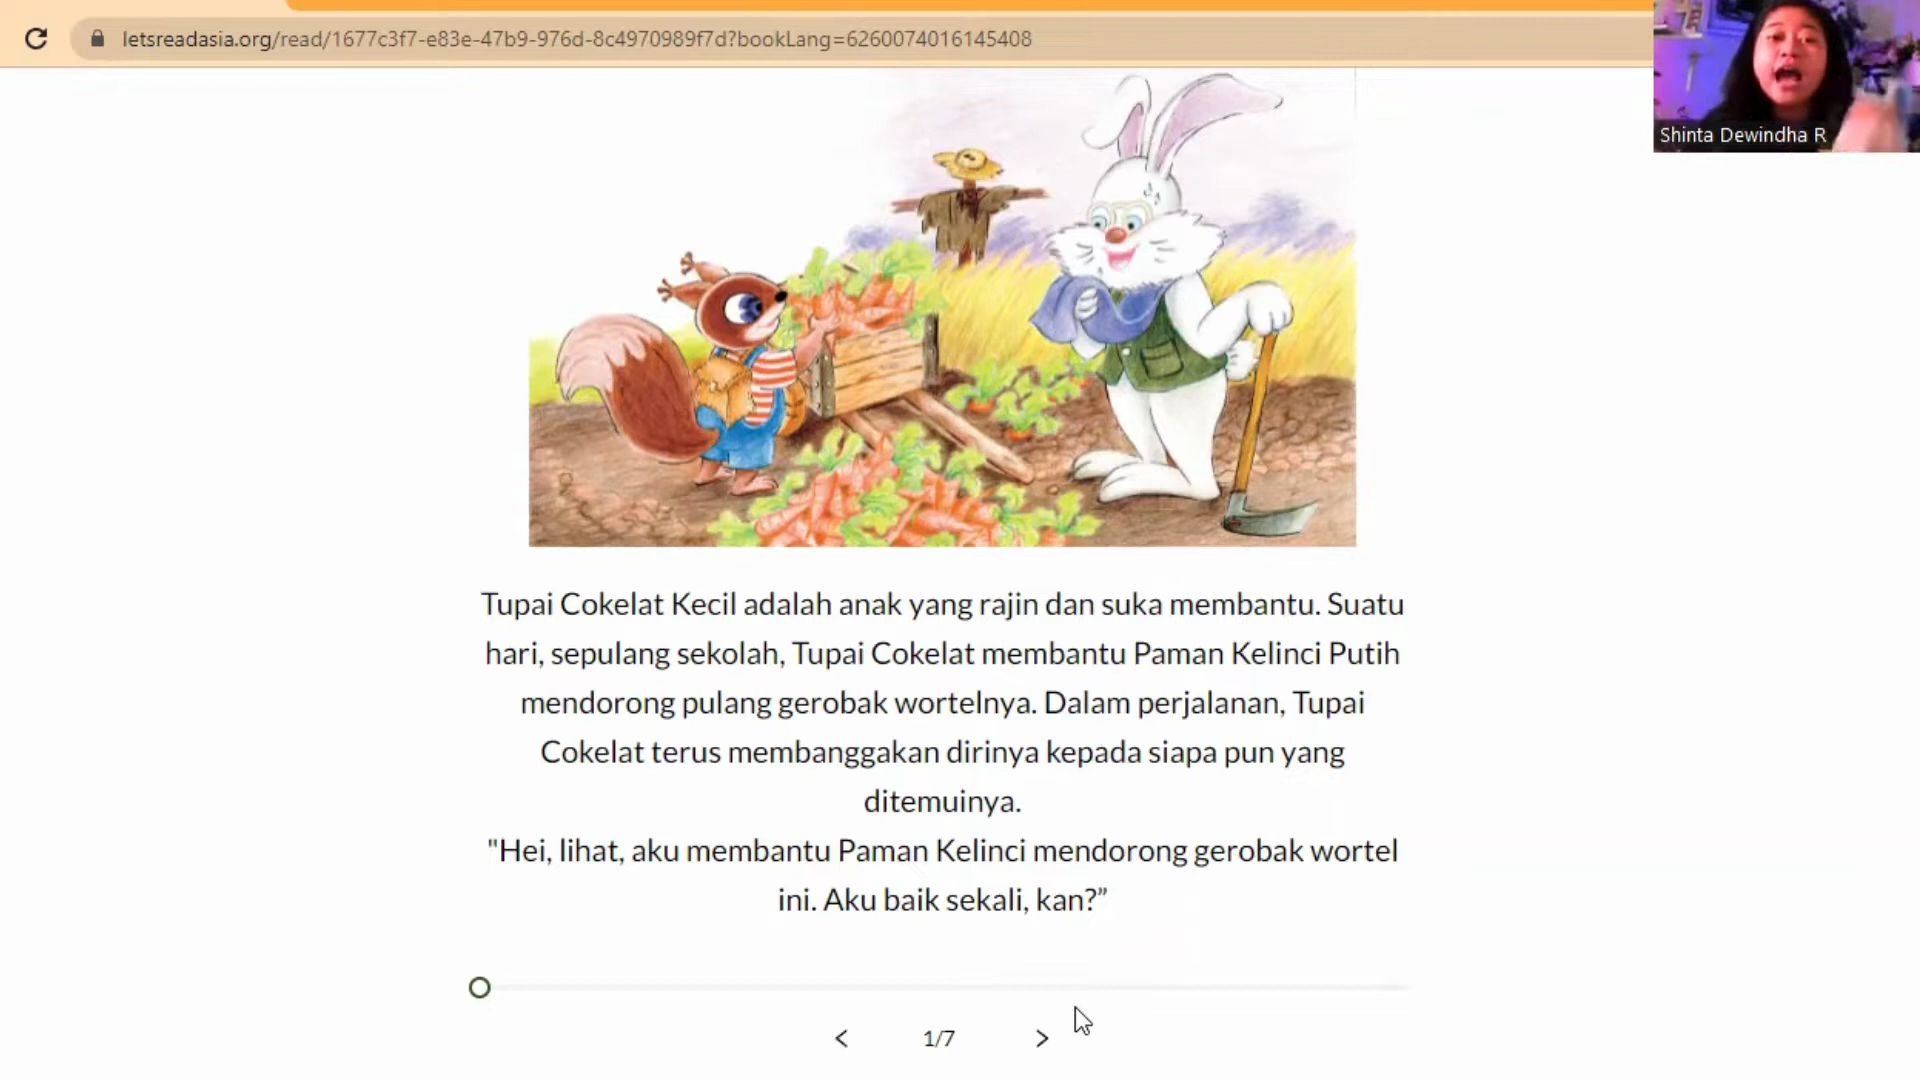 letsreadasia.org/read/1677c3f7-e83e-47b9-976d-8c4970989f7d?bookLang=6260074016145408
Shinta Dewindha R
Tupai Cokelat Kecil adalah anak yang rajin dan suka membantu. Suatu
hari, sepulang sekolah, Tupai Cokelat membantu Paman Kelinci Putih
mendorong pulang gerobak wortelnya. Dalam perjalanan, Tupai
Cokelat terus membanggakan dirinya kepada siapa pun yang
ditemuinya.
"Hei, lihat, aku membantu Paman Kelinci mendorong gerobak wortel
ini. Aku baik sekali, kan?”
< 1/7 >